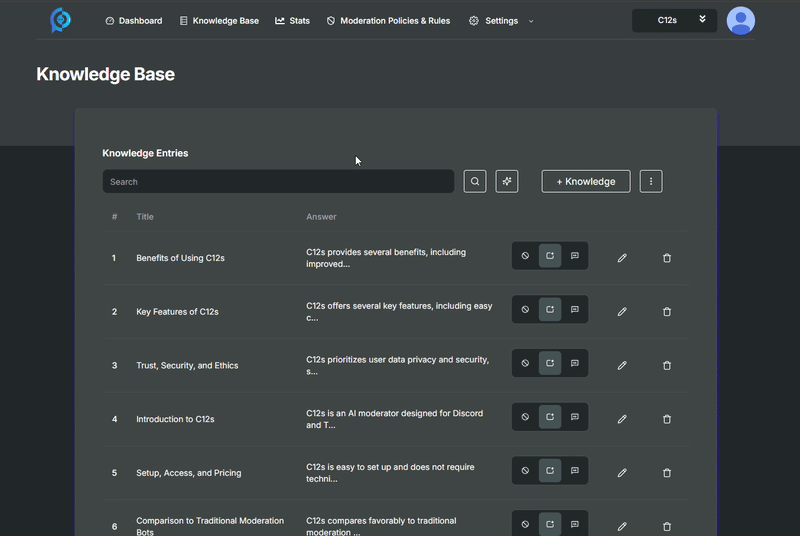 Dashboard Knowledge Base Stats Moderation Policies & Rules Settings C12s
Knowledge Base
Knowledge Entries
Search + Knowledge
# Title Answer
1 Benefits of Using C12s C12s provides several benefits, including
improved...
2 Key Features of C12s C12s offers several key features, including easy
c...
3 Trust, Security, and Ethics C12s prioritizes user data privacy and security,
s...
4 Introduction to C12s C12s is an AI moderator designed for Discord
and T...
5 Setup, Access, and Pricing C12s is easy to set up and does not require
techni...
6 Comparison to Traditional Moderation C12s compares favorably to traditional
Bots moderation ...